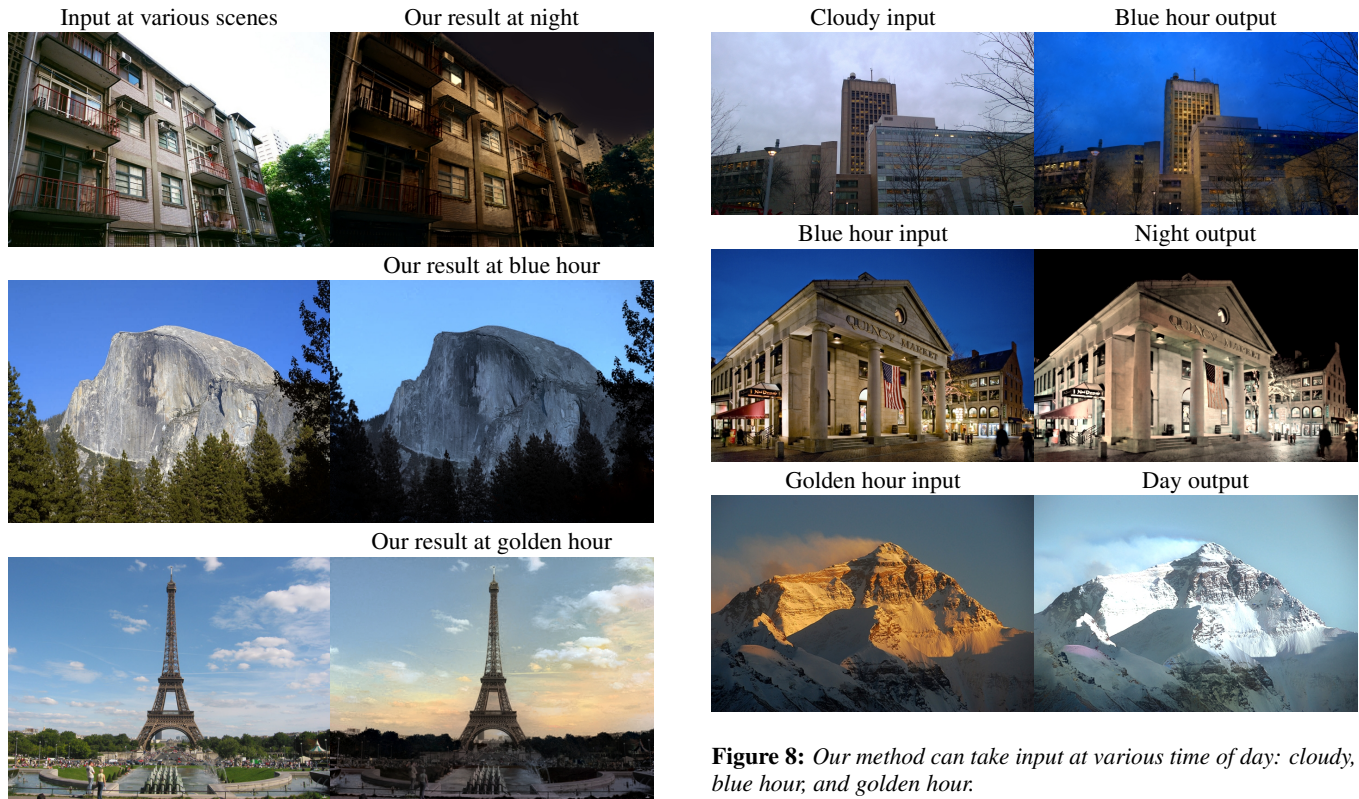 Input at various scenes
Our result at night
Our result at blue hour
Our result at golden hour
Cloudy input
Blue hour output
Blue hour input
Night output
QUINCY MARKET
QUINCY MARKET
Golden hour input
Day output
Figure 8: Our method can take input at various time of day: cloudy,
blue hour, and golden hour.